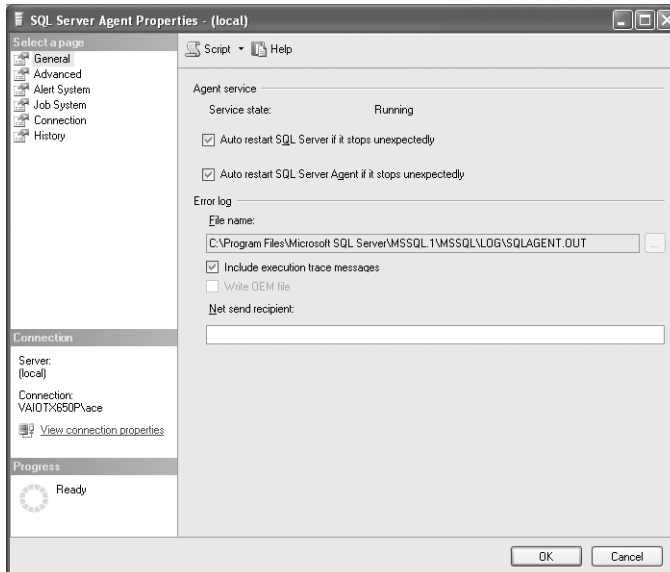 SQL Server Agent Properties - (local)
Select a page
General
Advanced
Alert System
Job System
Connection
History
Script
Help
Agent service
Service state: Running
Auto restart SQL Server if it stops unexpectedly
Auto restart SQL Server Agent if it stops unexpectedly
Error log
File name:
C:\Program Files\Microsoft SQL Server\MSSQL.1\MSSQL\LOG\SQLAGENT.OUT
...
Include execution trace messages
Write OEM file
Net send recipient:
Connection
Server:
(local)
Connection:
VAIOTX650P\ace
View connection properties
Progress
Ready
OK
Cancel